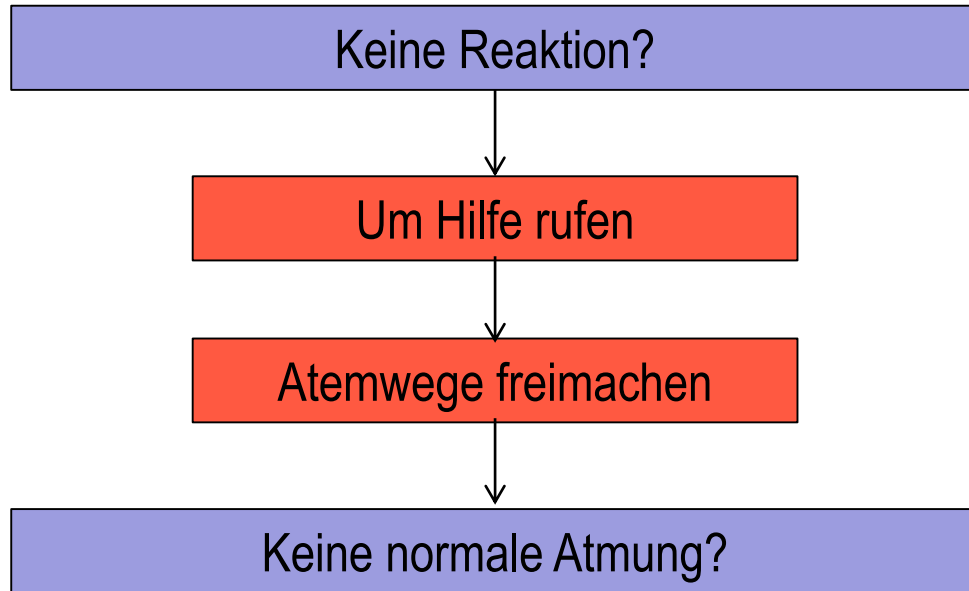 Keine Reaktion?
Um Hilfe rufen
Atemwege freimachen
Keine normale Atmung?